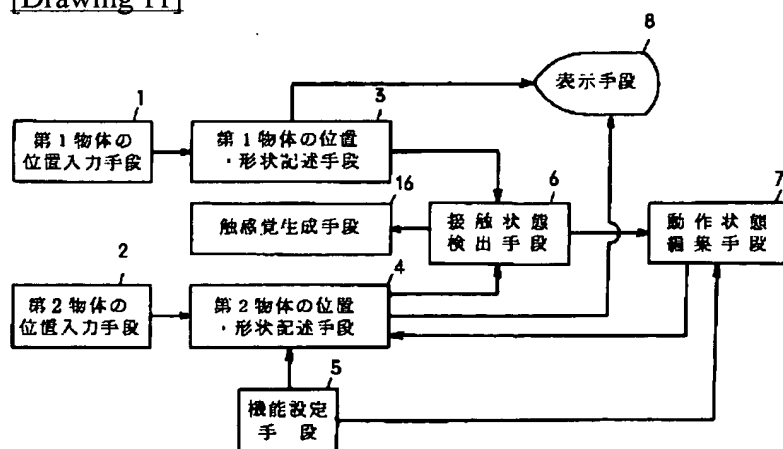 [Drawing 11]
8
表示手段
1
第1物体の
位置入力手段
3
第1物体の位置
・形状記述手段
16
触感覚生成手段
6
接触状態
検出手段
7
動作状態
編集手段
2
第2物体の
位置入力手段
4
第2物体の位置
・形状記述手段
5
機能設定
手段